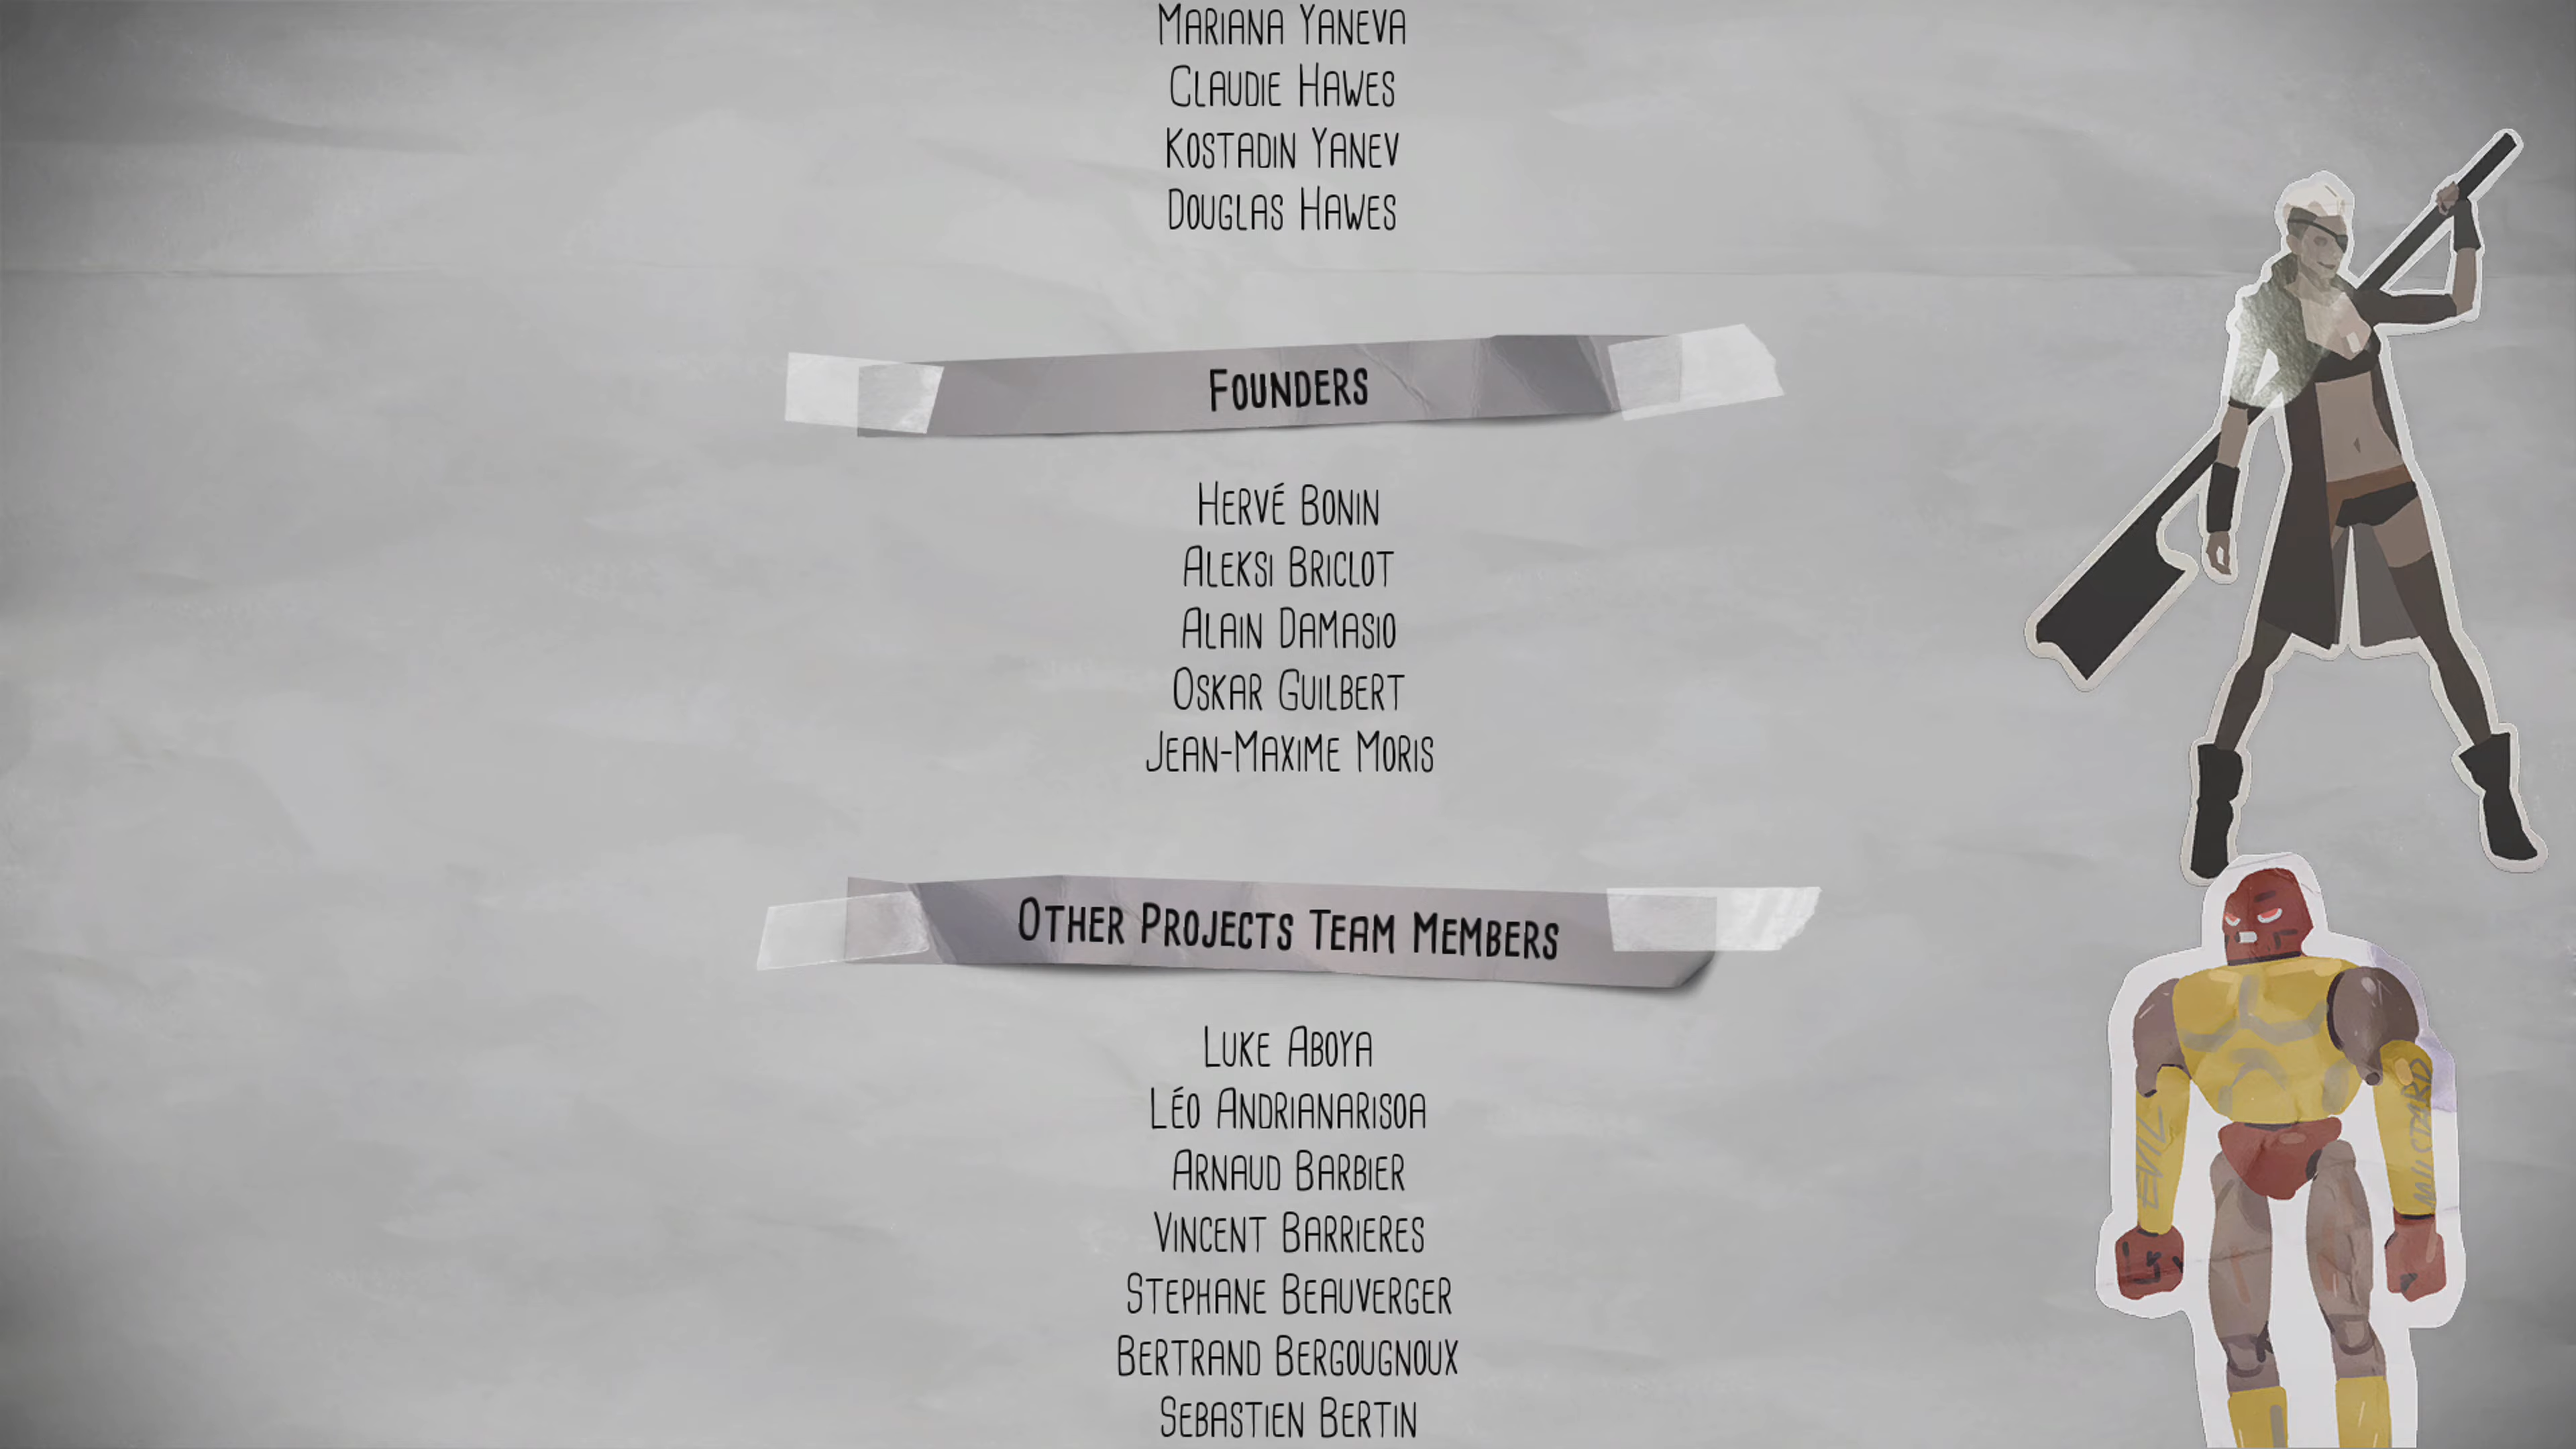 Mariana Yaneva
Claudie Hawes
Kostadin Yanev
Douglas Hawes
Founders
Hervé Bonin
Aleksi Briclot
Alain Damasio
Oskar Guilbert
Jean-Maxime Moris
Other Projects Team Members
Luke Aboya
Léo Andrianarisoa
Arnaud Barbier
Vincent Barrieres
Stephane Beauverger
Bertrand Bergougnoux
Sebastien Bertin
EVIL
MUSTARD